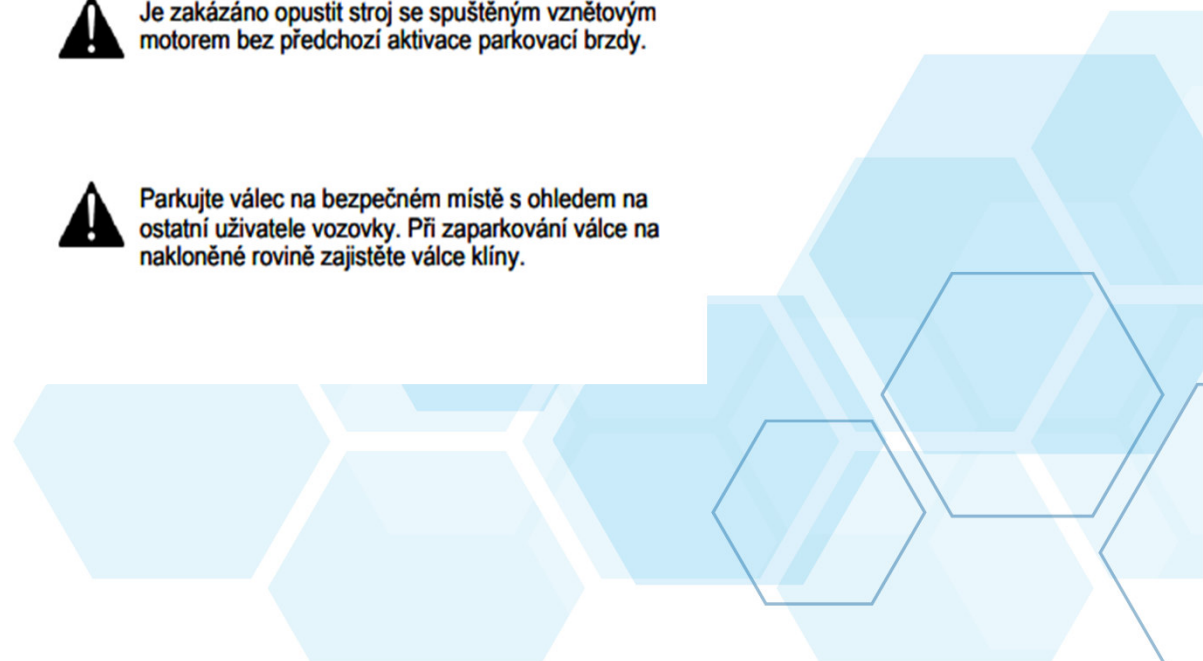 Je zakázáno opustit stroj se spuštěným vznětovým
motorem bez předchozí aktivace parkovací brzdy.
Parkujte válec na bezpečném místě s ohledem na
ostatní uživatele vozovky. Při zaparkování válce na
nakloněné rovině zajistěte válce klíny.